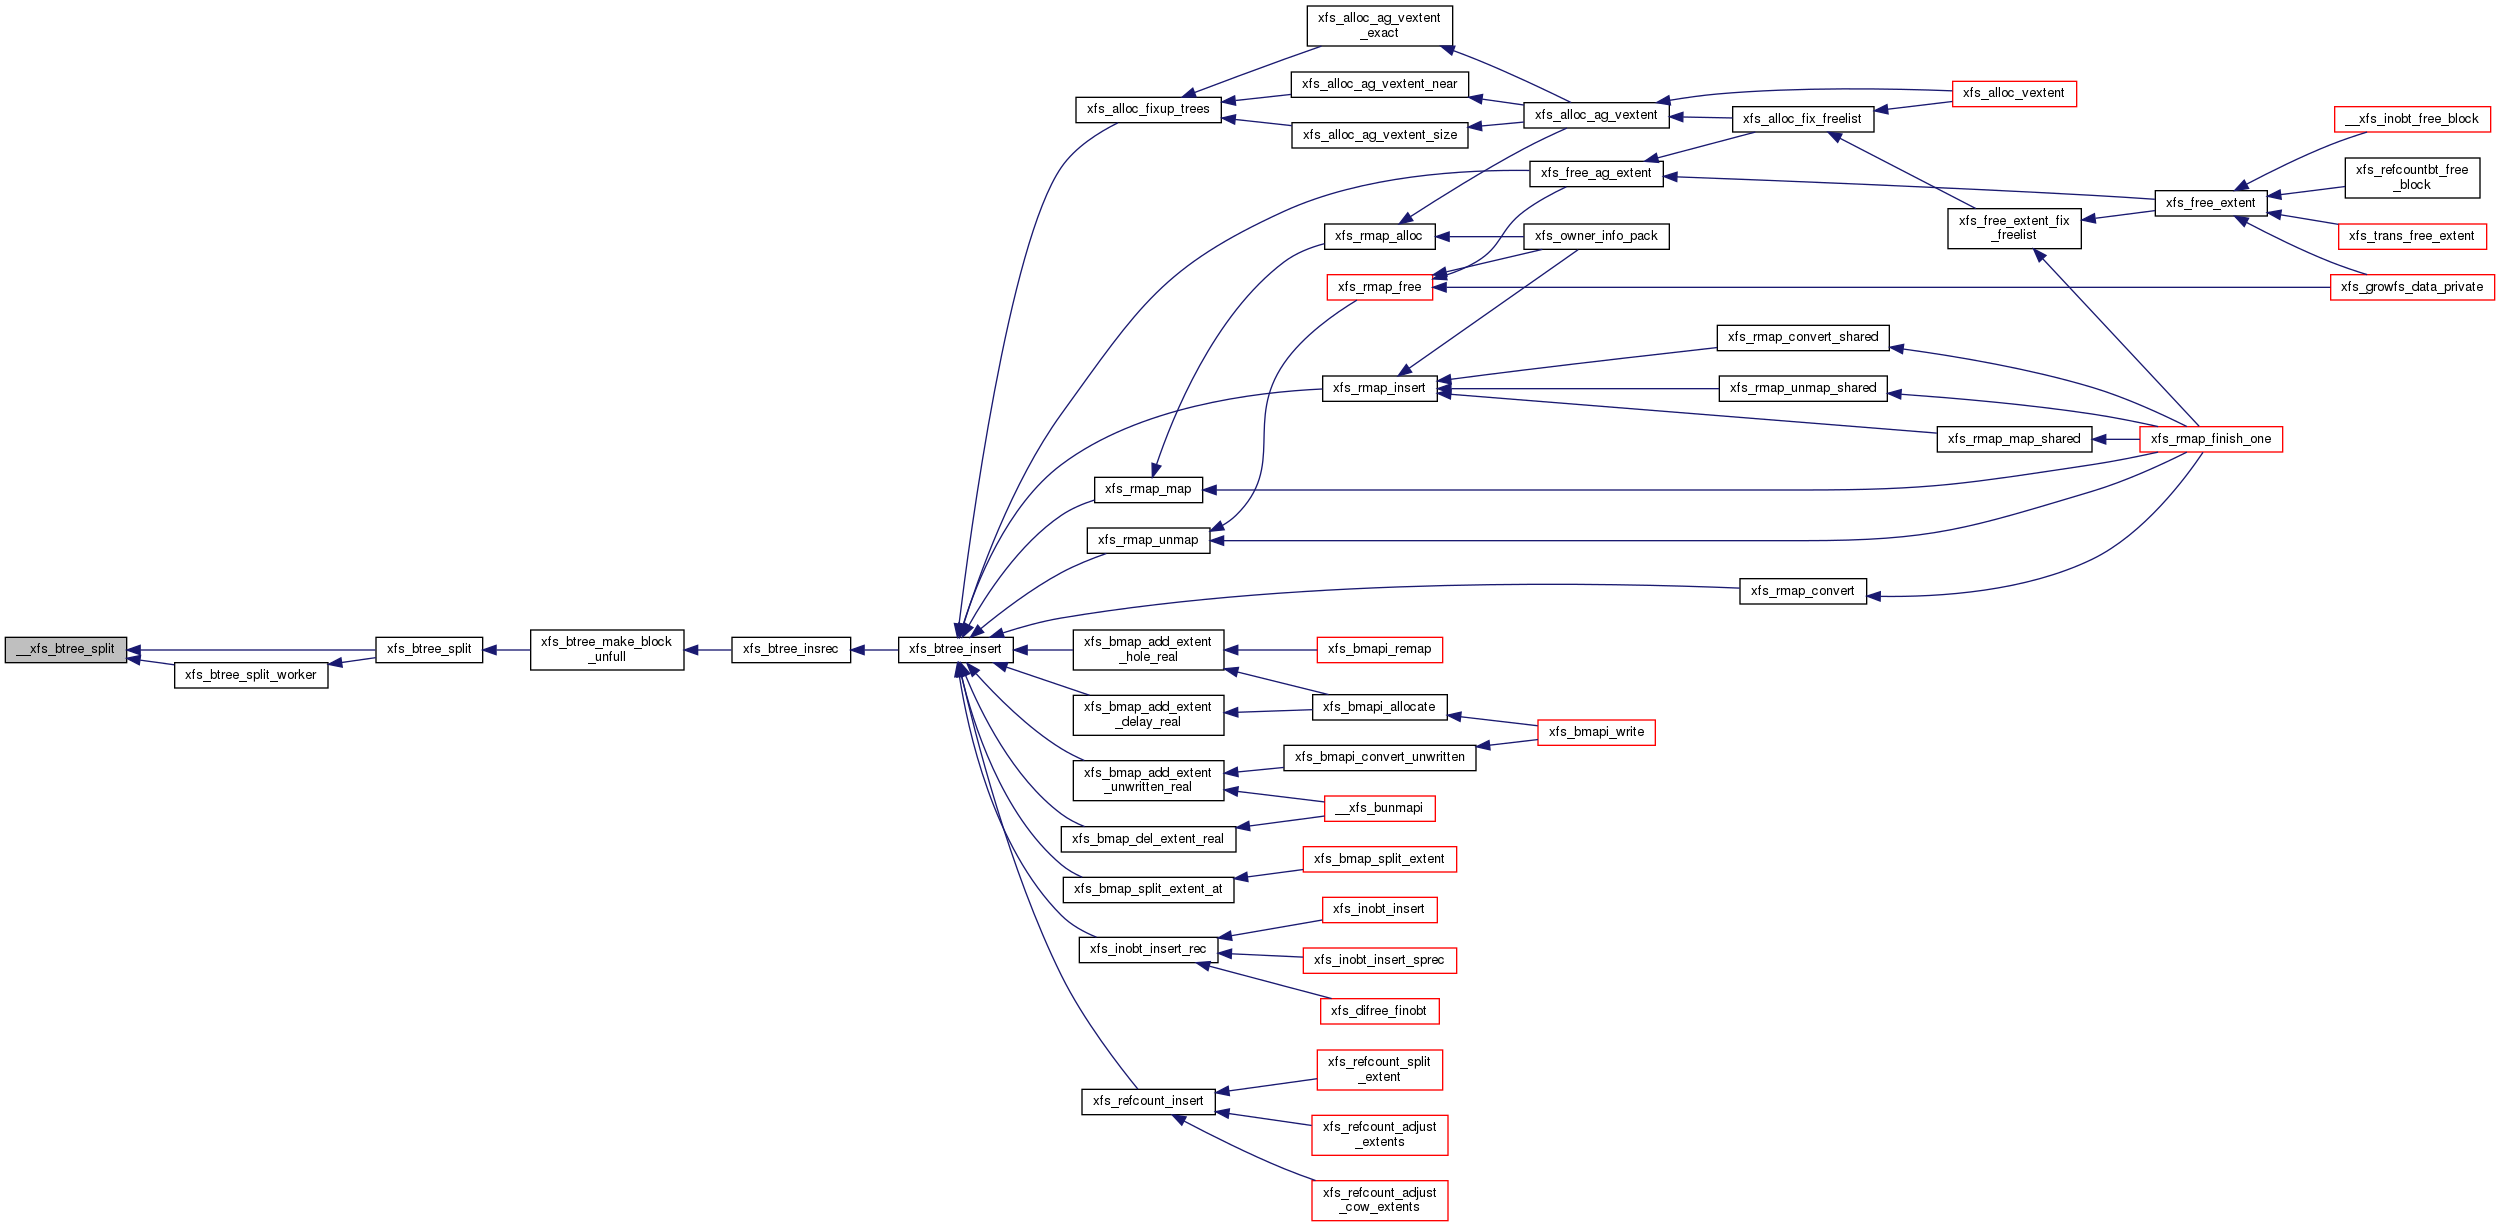 xfs_alloc_ag_vextent
_exact
xfs_alloc_ag_vextent_near
xfs_alloc_vextent
xfs_alloc_fixup_trees
xfs_alloc_ag_vextent
xfs_alloc_fix_freelist
__xfs_inobt_free_block
xfs_alloc_ag_vextent_size
xfs_free_ag_extent
xfs_refcountbt_free
_block
xfs_free_extent
xfs_free_extent_fix
_freelist
xfs_rmap_alloc
xfs_owner_info_pack
xfs_trans_free_extent
xfs_rmap_free
xfs_growfs_data_private
xfs_rmap_convert_shared
xfs_rmap_insert
xfs_rmap_unmap_shared
xfs_rmap_map_shared
xfs_rmap_finish_one
xfs_rmap_map
xfs_rmap_unmap
xfs_rmap_convert
__xfs_btree_split
xfs_btree_split
xfs_btree_make_block
_unfull
xfs_btree_insrec
xfs_btree_insert
xfs_bmap_add_extent
_hole_real
xfs_bmapi_remap
xfs_btree_split_worker
xfs_bmap_add_extent
_delay_real
xfs_bmapi_allocate
xfs_bmapi_write
xfs_bmapi_convert_unwritten
xfs_bmap_add_extent
_unwritten_real
__xfs_bunmapi
xfs_bmap_del_extent_real
xfs_bmap_split_extent
xfs_bmap_split_extent_at
xfs_inobt_insert
xfs_inobt_insert_rec
xfs_inobt_insert_sprec
xfs_difree_finobt
xfs_refcount_split
_extent
xfs_refcount_insert
xfs_refcount_adjust
_extents
xfs_refcount_adjust
_cow_extents